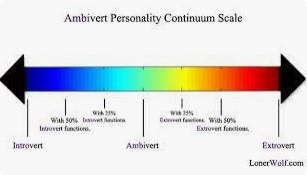 Ambivert Personality Continuum Scale
With 50%
Introvert functions.
With 25%
Introvert functions
With 25%
Extrovert functions.
With 50%
Extrovert functions.
Introvert
Ambivert
Extrovert
LonerWolf.com